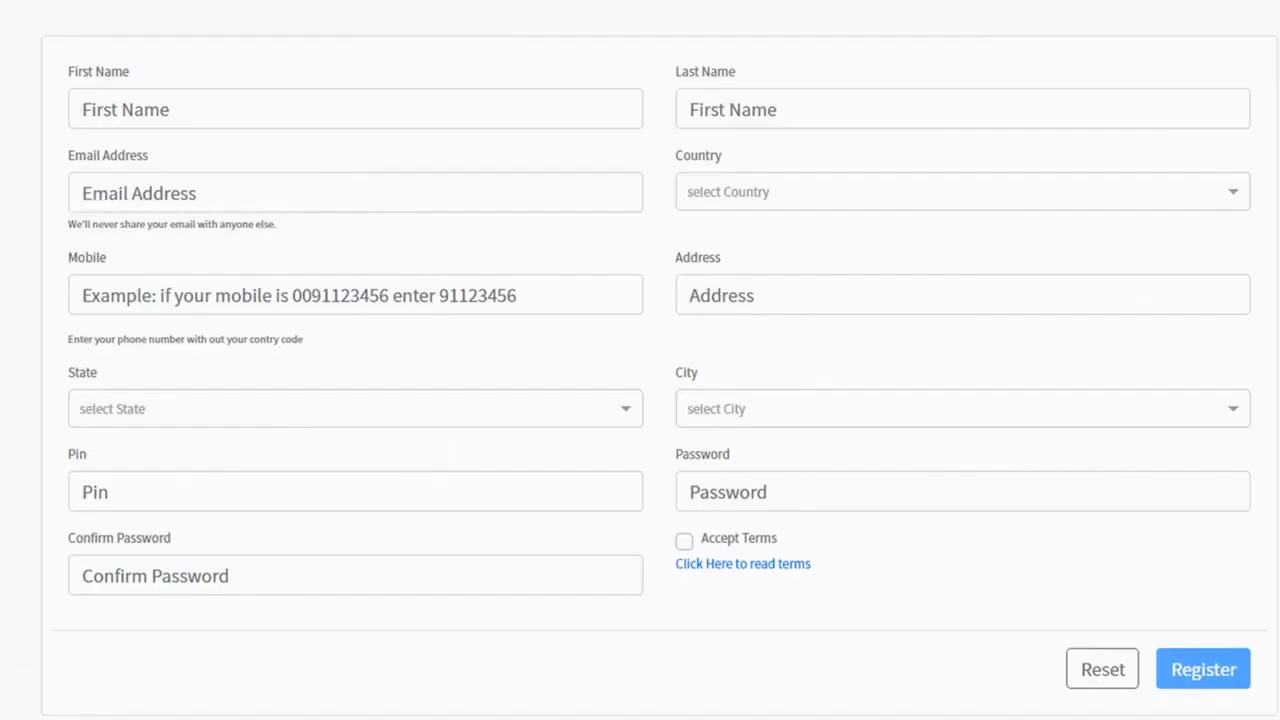 First Name
Last Name
First Name
First Name
Email Address
Country
Email Address
select Country
We'll never share your email with anyone else.
Mobile
Address
Example: if your mobile is 0091123456 enter 91123456
Address
Enter your phone number with out your contry code
State
City
select State
select City
Pin
Password
Pin
Password
Confirm Password
Accept Terms
Click Here to read terms
Confirm Password
Reset
Register